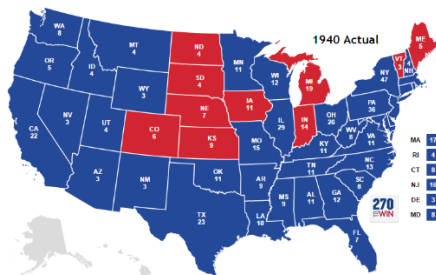 1940 Actual
WA
8
OR
5
CA
22
NV
3
ID
4
MT
4
WY
3
UT
4
AZ
3
CO
6
NM
3
ND
4
SD
4
NE
7
KS
9
OK
11
TX
23
MN
11
IA
11
MO
15
AR
9
LA
10
WI
12
IL
29
MI
19
IN
14
OH
26
KY
11
TN
11
MS
9
AL
11
GA
12
FL
7
SC
8
NC
13
VA
11
WV
8
PA
36
NY
47
VT
3
4
NH
ME
5
MA 17
RI 4
CT 8
NJ 16
DE 3
MD 8
270
TO WIN